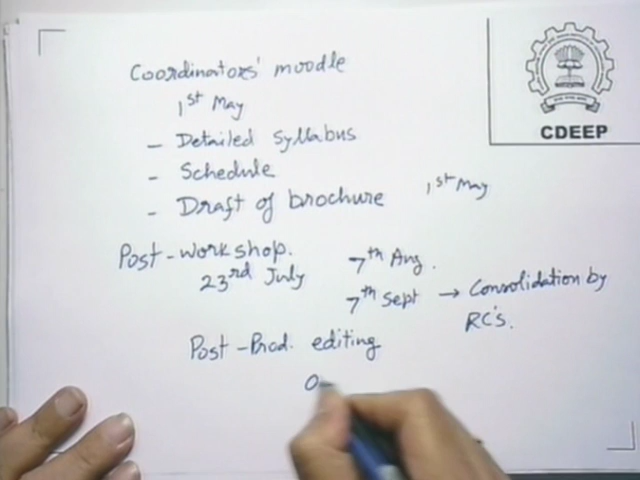 CDEEP
Coordinators' moodle
1st May
- Detailed syllabus
- Schedule
- Draft of brochure 1st May
Post-workshop.
23rd July
7th Aug.
7th Sept → Consolidation by
RC's.
Post-Prod. editing